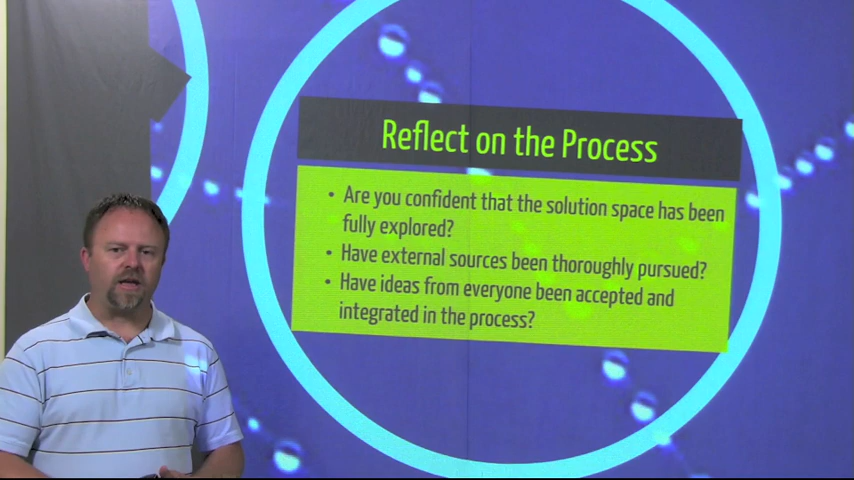 Reflect on the Process
• Are you confident that the solution space has been
fully explored?
• Have external sources been thoroughly pursued?
• Have ideas from everyone been accepted and
integrated in the process?